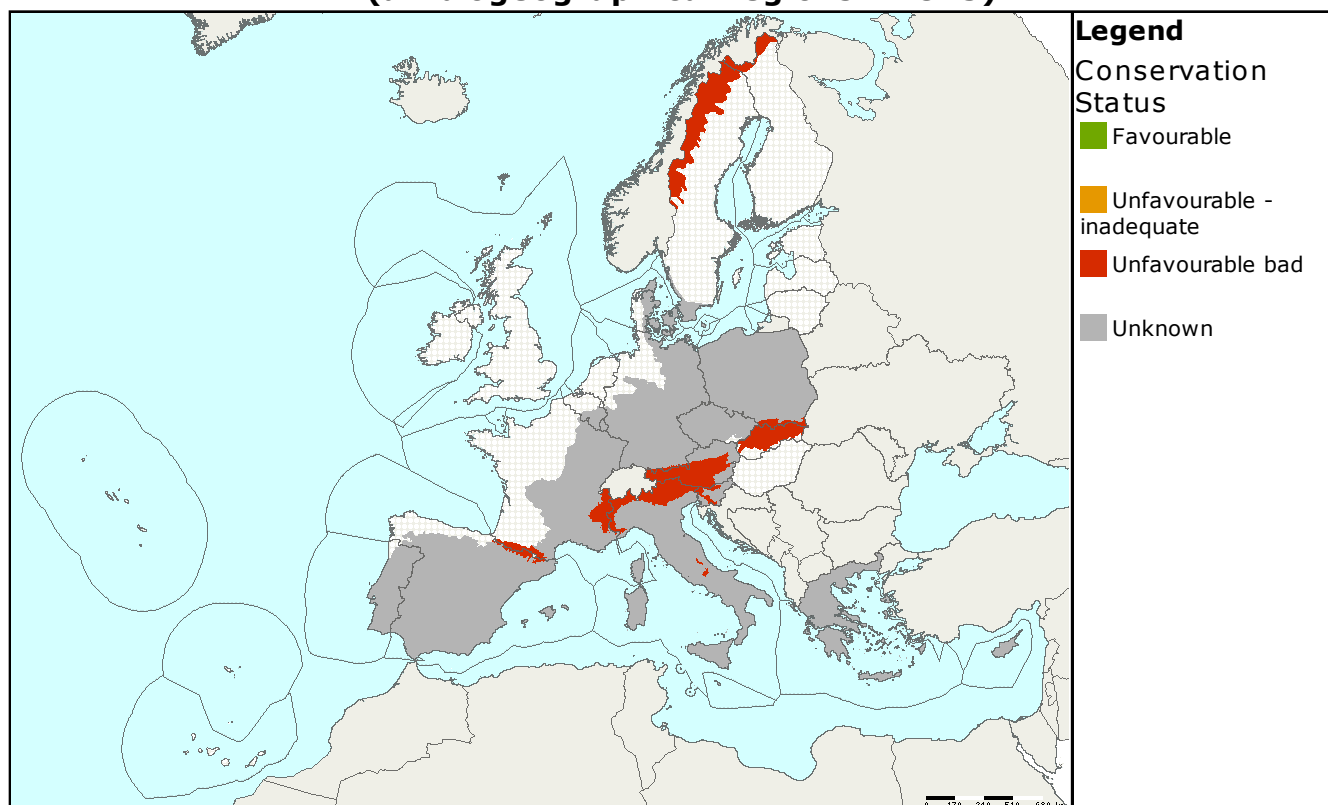 Legend
Conservation
Status
Favourable
Unfavourable -
inadequate
Unfavourable bad
Unknown